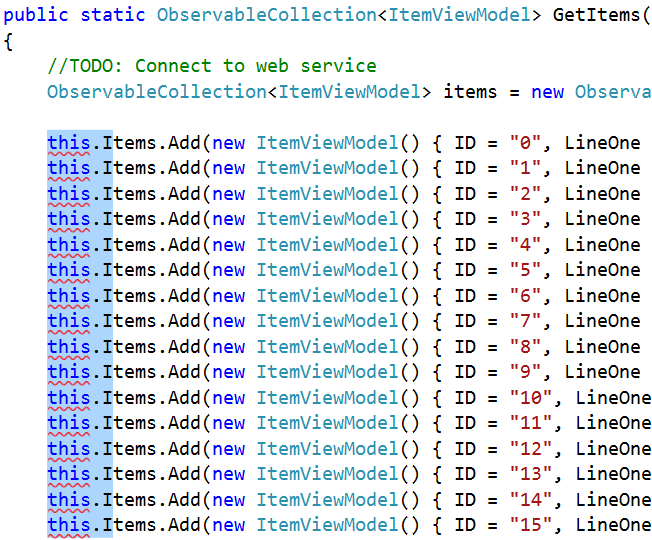 public static ObservableCollection<ItemViewModel> GetItems(
{
//TODO: Connect to web service
ObservableCollection<ItemViewModel> items = new Observa
this.Items.Add(new ItemViewModel() { ID = "0", LineOne
this.Items.Add(new ItemViewModel() { ID = "1", LineOne
this.Items.Add(new ItemViewModel() { ID = "2", LineOne
this.Items.Add(new ItemViewModel() { ID = "3", LineOne
this.Items.Add(new ItemViewModel() { ID = "4", LineOne
this.Items.Add(new ItemViewModel() { ID = "5", LineOne
this.Items.Add(new ItemViewModel() { ID = "6", LineOne
this.Items.Add(new ItemViewModel() { ID = "7", LineOne
this.Items.Add(new ItemViewModel() { ID = "8", LineOne
this.Items.Add(new ItemViewModel() { ID = "9", LineOne
this.Items.Add(new ItemViewModel() { ID = "10", LineOne
this.Items.Add(new ItemViewModel() { ID = "11", LineOne
this.Items.Add(new ItemViewModel() { ID = "12", LineOne
this.Items.Add(new ItemViewModel() { ID = "13", LineOne
this.Items.Add(new ItemViewModel() { ID = "14", LineOne
this.Items.Add(new ItemViewModel() { ID = "15", LineOne